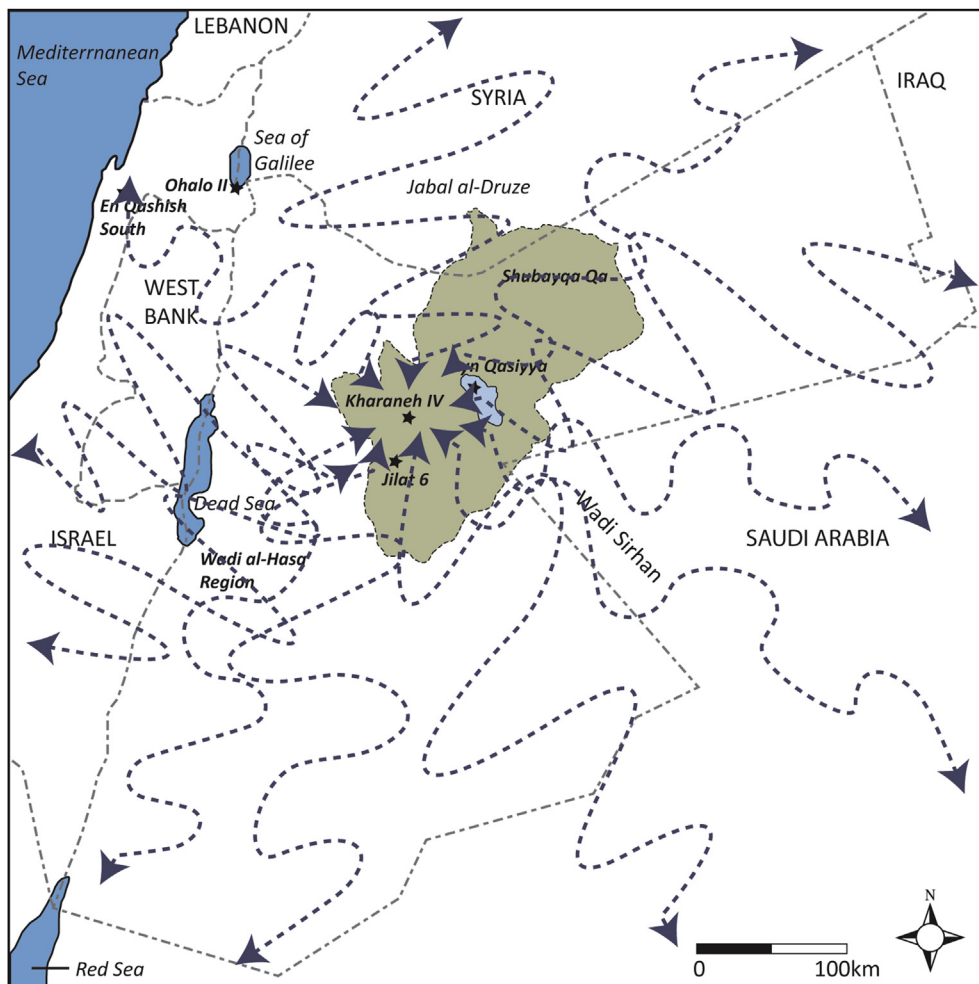 LEBANON
Mediterrnanean
Sea
SYRIA
IRAQ
Sea of
Galilee
Ohalo II
Jabal al-Druze
En Qashish
South
Shubayqa Qa
WEST
BANK
yn Qasiyya
Kharaneh IV
Jilat 6
Dead Sea
Wadi Sirhan
ISRAEL
SAUDI ARABIA
Wadi al-Hasa
Region
N
0 100km
Red Sea